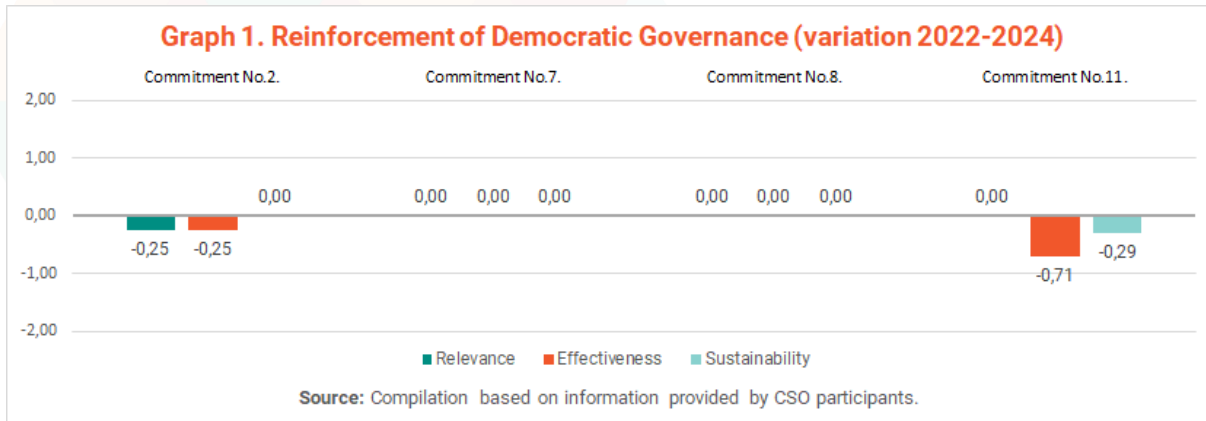 Graph 1. Reinforcement of Democratic Governance (variation 2022-2024)
Commitment No.2. Commitment No.7. Commitment No.8. Commitment No.11.
2,00
1,00
0,00 0,00 0,00 0,00 0,00 0,00 0,00 0,00
0,00
-0,25 -0,25 -0,29
-0,71
-1,00
-2,00
Relevance Effectiveness Sustainability
Source: Compilation based on information provided by CSO participants.